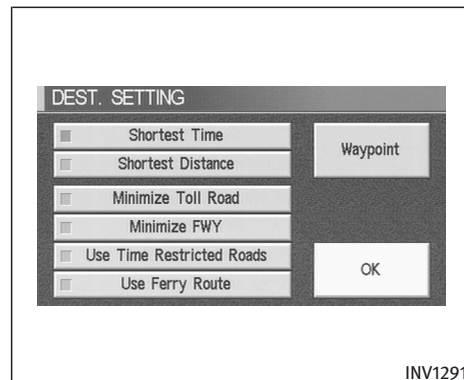 DEST. SETTING
Shortest Time
Shortest Distance
Waypoint
Minimize Toll Road
Minimize FWY
Use Time Restricted Roads
Use Ferry Route
OK
INV1291